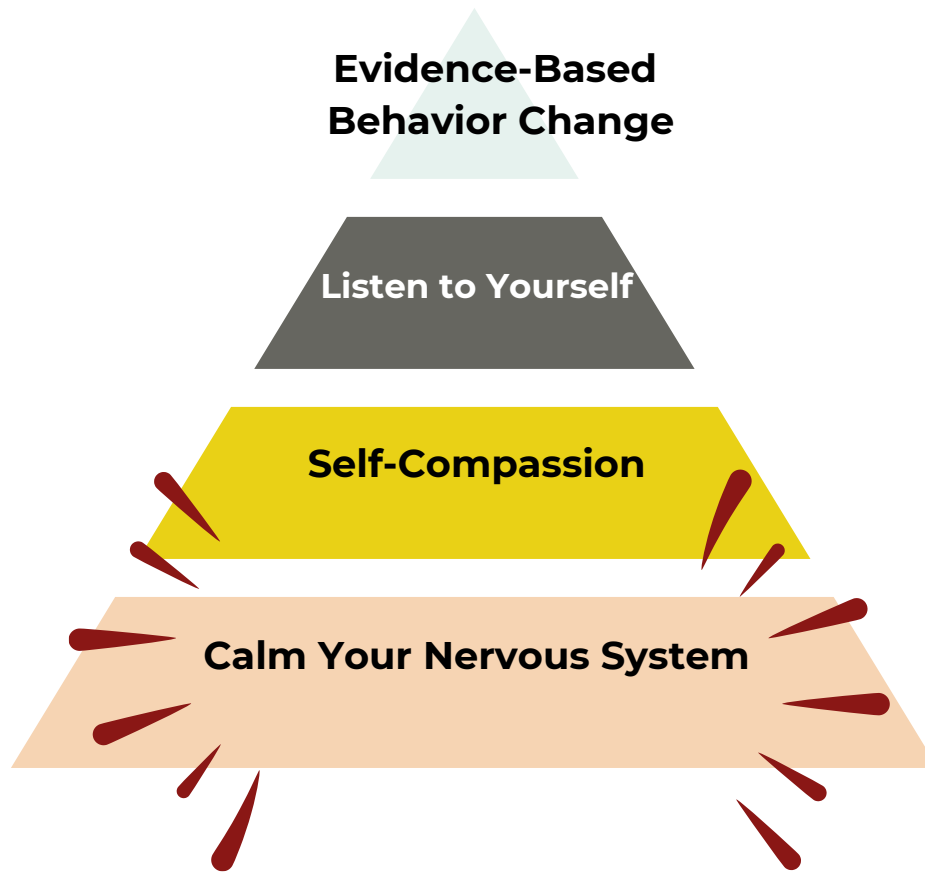 Evidence-Based
Behavior Change
Listen to Yourself
Self-Compassion
Calm Your Nervous System